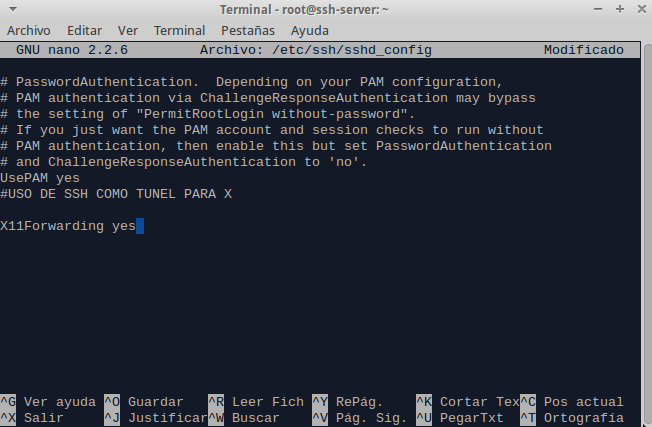 Terminal - root@ssh-server: ~
Archivo Editar Ver Terminal Pestañas Ayuda
GNU nano 2.2.6 Archivo: /etc/ssh/sshd_config Modificado
# PasswordAuthentication.  Depending on your PAM configuration,
# PAM authentication via ChallengeResponseAuthentication may bypass
# the setting of "PermitRootLogin without-password".
# If you just want the PAM account and session checks to run without
# PAM authentication, then enable this but set PasswordAuthentication
# and ChallengeResponseAuthentication to 'no'.
UsePAM yes
#USO DE SSH COMO TUNEL PARA X
X11Forwarding yes
^G Ver ayuda ^O Guardar ^R Leer Fich ^Y RePág. ^K Cortar Tex^C Pos actual
^X Salir ^J Justificar^W Buscar ^V Pág. Sig. ^U PegarTxt ^T Ortografía